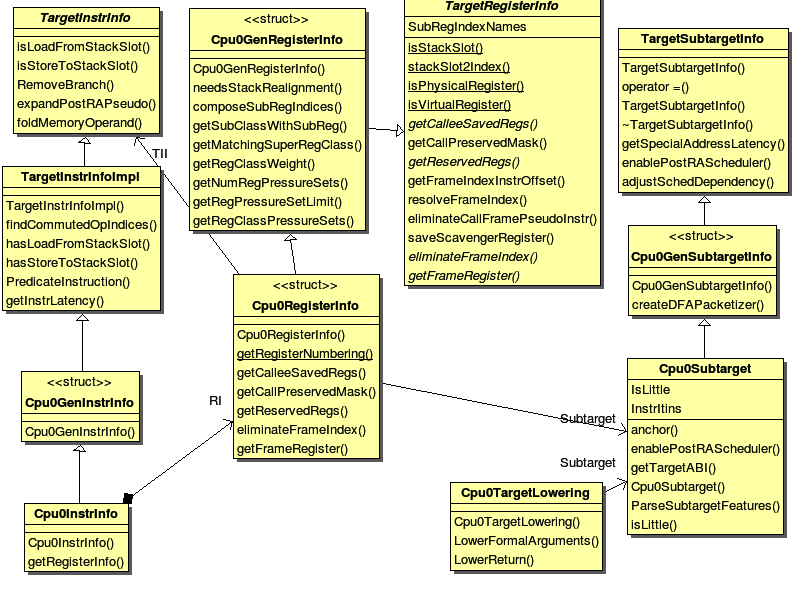 TargetInstrInfo
isLoadFromStackSlot()
isStoreToStackSlot()
RemoveBranch()
expandPostRAPseudo()
foldMemoryOperand()
<<struct>>
Cpu0GenRegisterInfo
Cpu0GenRegisterInfo()
needsStackRealignment()
composeSubRegIndices()
getSubClassWithSubReg()
getMatchingSuperRegClass()
getRegClassWeight()
getNumRegPressureSets()
getRegPressureSetLimit()
getRegClassPressureSets()
TargetRegisterInfo
SubRegIndexNames
isStackSlot()
stackSlot2Index()
isPhysicalRegister()
isVirtualRegister()
getCalleeSavedRegs()
getCallPreservedMask()
getReservedRegs()
getFrameIndexInstrOffset()
resolveFrameIndex()
eliminateCallFramePseudoInstr()
saveScavengerRegister()
eliminateFrameIndex()
getFrameRegister()
TargetSubtargetInfo
TargetSubtargetInfo()
operator =()
TargetSubtargetInfo()
~TargetSubtargetInfo()
getSpecialAddressLatency()
enablePostRAScheduler()
adjustSchedDependency()
TII
TargetInstrInfoImpl
TargetInstrInfoImpl()
findCommutedOpIndices()
hasLoadFromStackSlot()
hasStoreToStackSlot()
PredicateInstruction()
getInstrLatency()
<<struct>>
Cpu0GenSubtargetInfo
Cpu0GenSubtargetInfo()
createDFAPacketizer()
<<struct>>
Cpu0RegisterInfo
Cpu0RegisterInfo()
getRegisterNumbering()
getCalleeSavedRegs()
getCallPreservedMask()
getReservedRegs()
eliminateFrameIndex()
getFrameRegister()
<<struct>>
Cpu0GenInstrInfo
Cpu0GenInstrInfo()
RI
Subtarget
Subtarget
Cpu0Subtarget
IsLittle
InstrItins
anchor()
enablePostRAScheduler()
getTargetABI()
Cpu0Subtarget()
ParseSubtargetFeatures()
isLittle()
Cpu0InstrInfo
Cpu0InstrInfo()
getRegisterInfo()
Cpu0TargetLowering
Cpu0TargetLowering()
LowerFormalArguments()
LowerReturn()